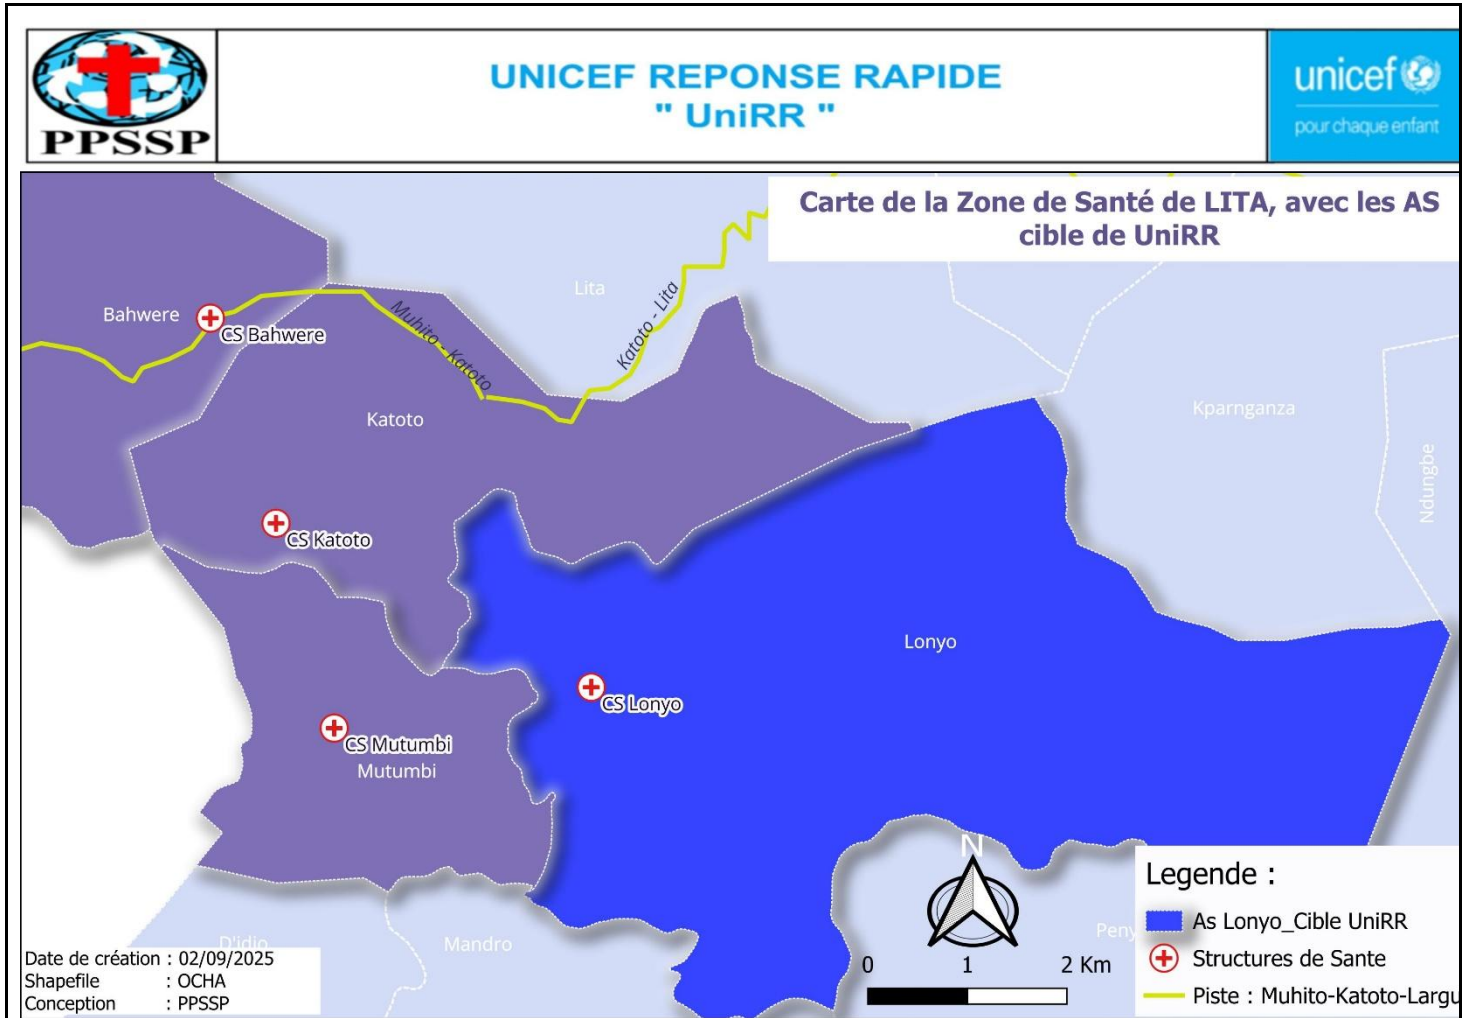 PPSSP
UNICEF REPONSE RAPIDE
" UniRR "
unicef
pour chaque enfant
Carte de la Zone de Santé de LITA, avec les AS
cible de UniRR
Lita
Bahwere
CS Bahwere
Muhito - Katoto
Katoto - Lita
Katoto
Kparnganza
Ndungbe
CS Katoto
Lonyo
CS Lonyo
CS Mutumbi
Mutumbi
D'idjo
Mandro
Peny
N
0 1 2 Km
Legende :
As Lonyo_Cible UniRR
Structures de Sante
Piste : Muhito-Katoto-Largu
Date de création : 02/09/2025
Shapefile : OCHA
Conception : PPSSP